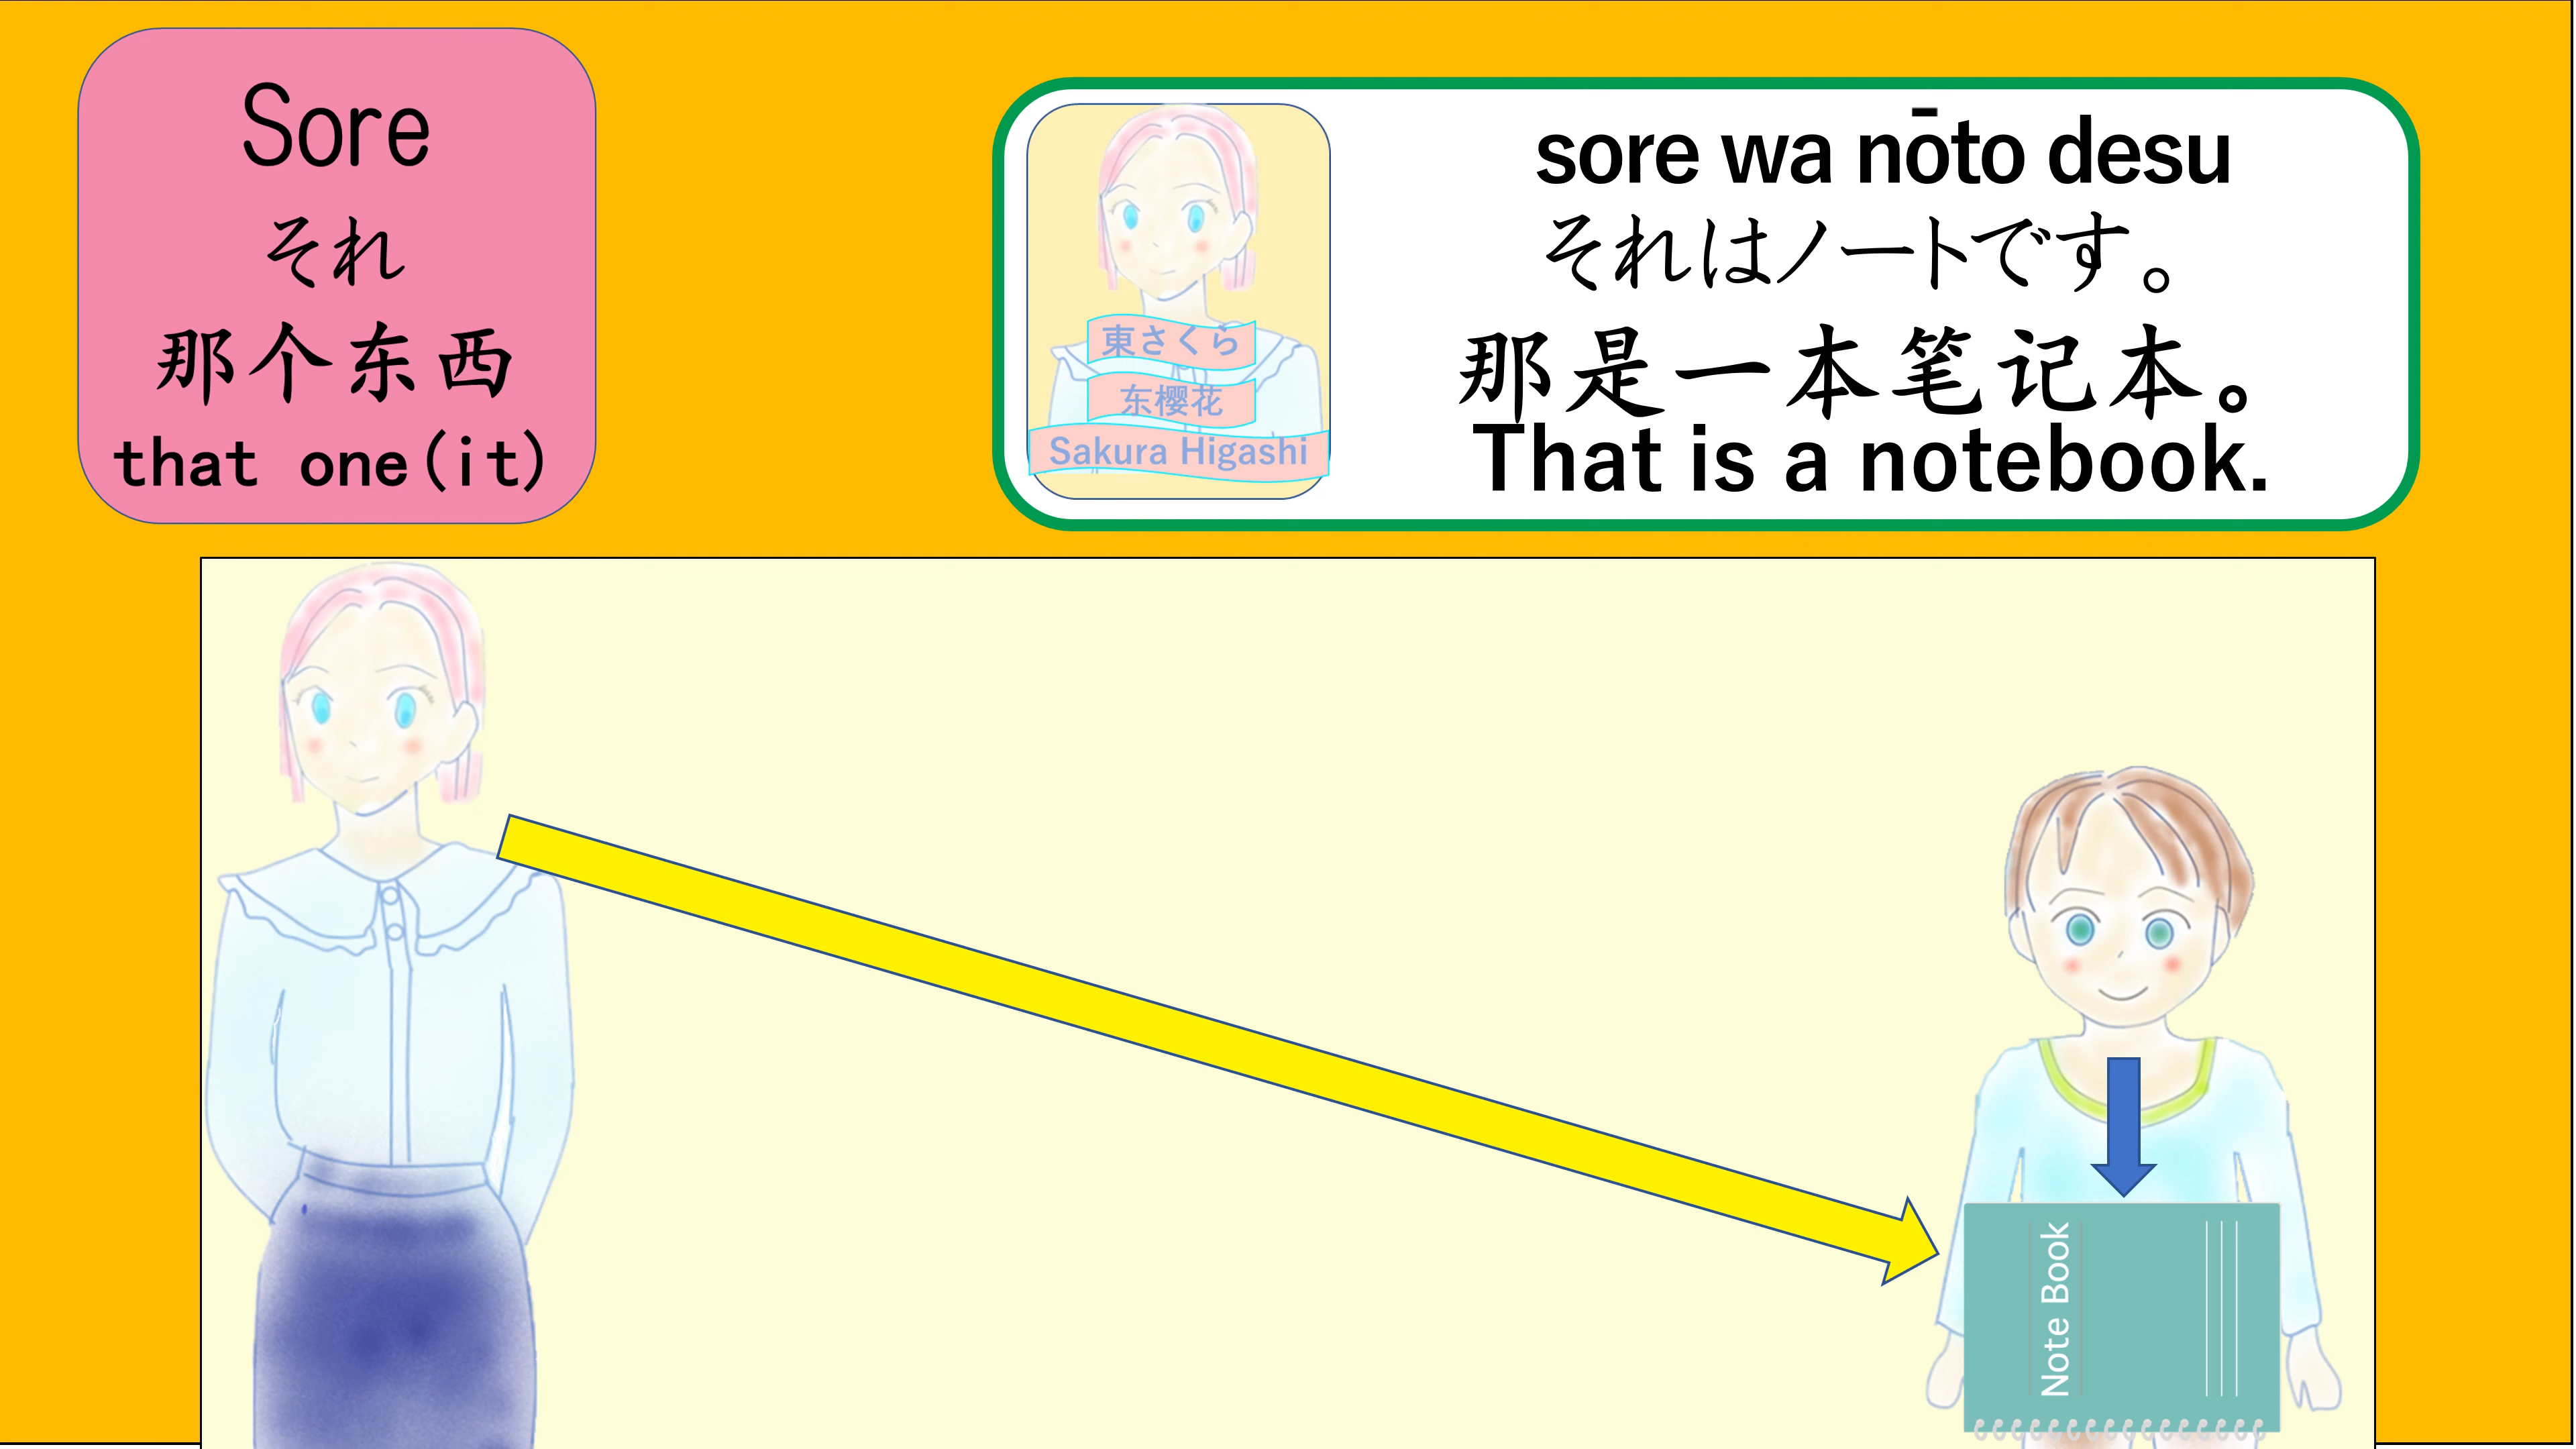 Sore
それ
那个东西
that one(it)
東さくら
东樱花
Sakura Higashi
sore wa nōto desu
それはノートです。
那是一本笔记本。
That is a notebook.
Note Book